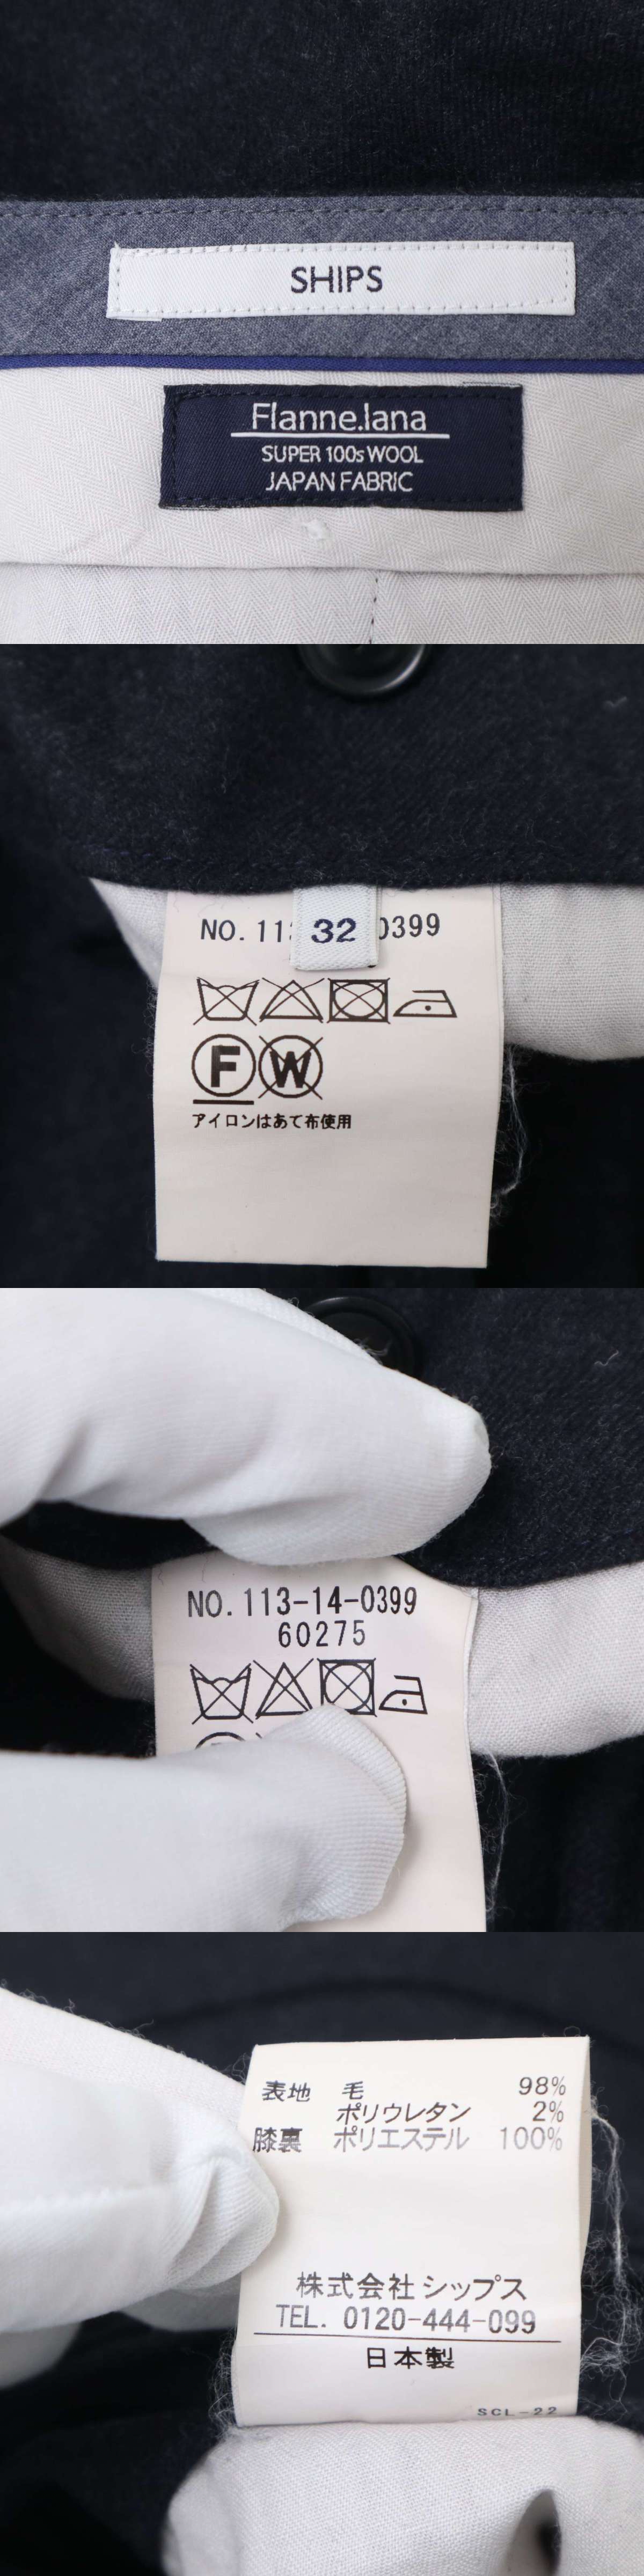 SHIPS
Flanne.lana
SUPER 100s WOOL
JAPAN FABRIC
NO. 11 32 0399
F W
アイロンはあて布使用
NO. 113-14-0399
60275
表地 毛 98%
ポリウレタン 2%
膝裏 ポリエステル 100%
株式会社 シップス
TEL. 0120-444-099
日本製
SCL-22